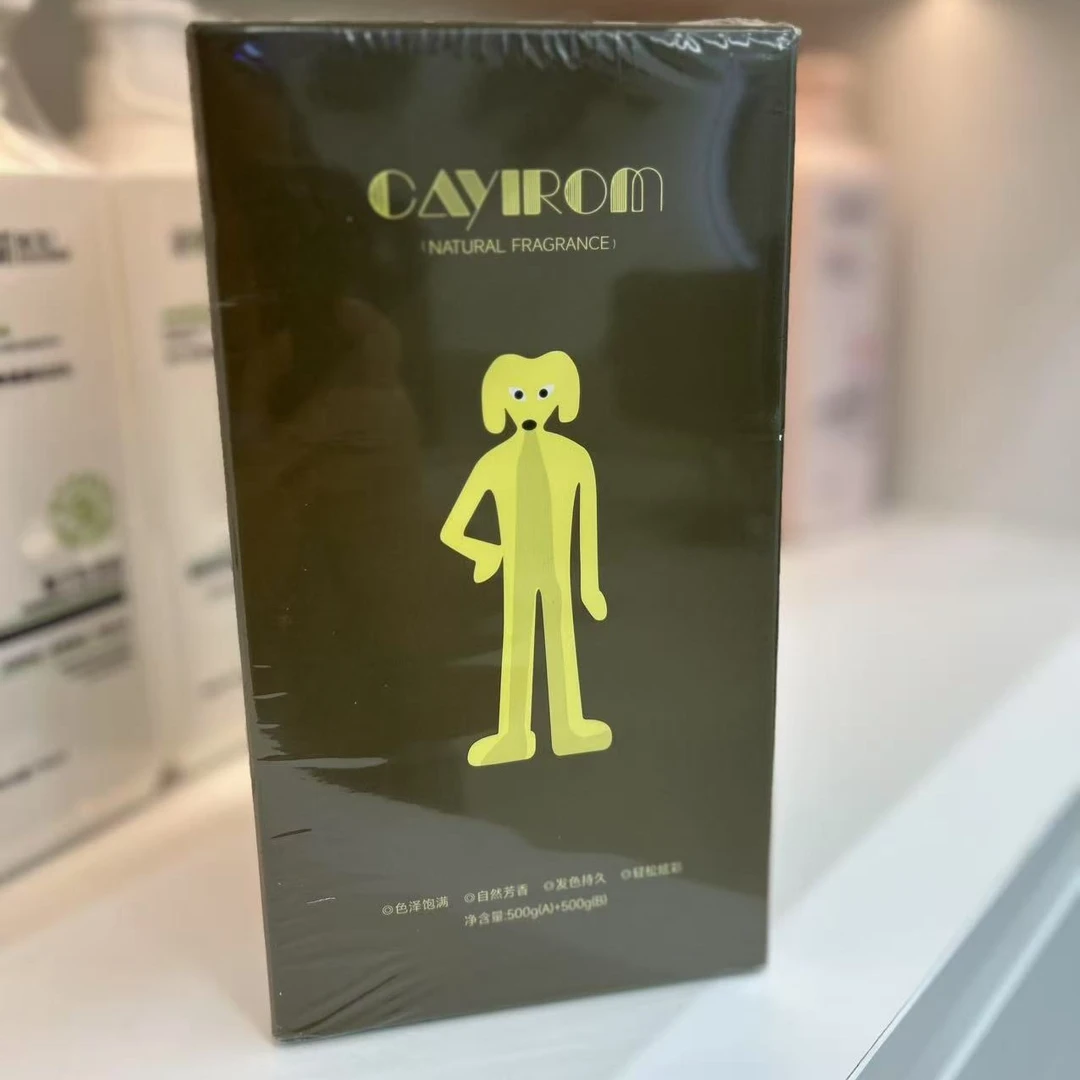 CAYIROM
(NATURAL FRAGRANCE)
◎色泽饱满 ◎自然芳香 ◎发色持久 ◎轻松炫彩
净含量:500g(A)+500g(B)